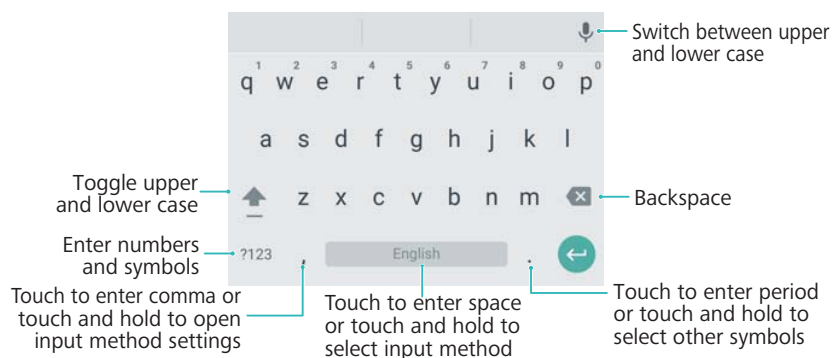 Switch between upper
and lower case
1 2 3 4 5 6 7 8 9 0
q w e r t y u i o p
a s d f g h j k l
Toggle upper
and lower case
z x c v b n m
Backspace
Enter numbers
and symbols
?123 , English .
Touch to enter comma or
touch and hold to open
input method settings
Touch to enter space
or touch and hold to
select input method
Touch to enter period
or touch and hold to
select other symbols